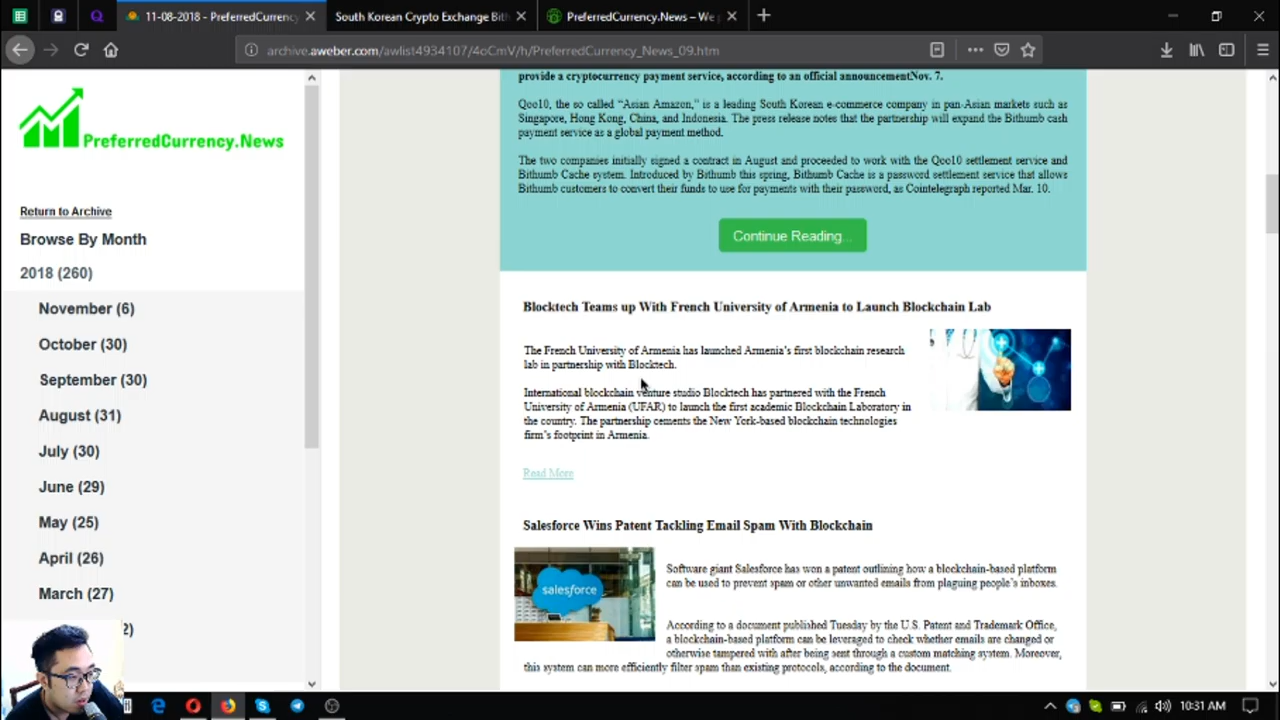 11-08-2018 - PreferredCurrency
South Korean Crypto Exchange Bit
PreferredCurrency.News – We p
archive.aweber.com/awlist4934107/4oCmV/h/PreferredCurrency_News_09.htm
PreferredCurrency.News
Return to Archive
Browse By Month
2018 (260)
November (6)
October (30)
September (30)
August (31)
July (30)
June (29)
May (25)
April (26)
March (27)
2)
provide a cryptocurrency payment service, according to an official announcementNov. 7.
Qoo10, the so called “Asian Amazon,” is a leading South Korean e-commerce company in pan-Asian markets such as
Singapore, Hong Kong, China, and Indonesia. The press release notes that the partnership will expand the Bithumb cash
payment service as a global payment method.
The two companies initially signed a contract in August and proceeded to work with the Qoo10 settlement service and
Bithumb Cache system. Introduced by Bithumb this spring, Bithumb Cache is a password settlement service that allows
Bithumb customers to convert their funds to use for payments with their password, as Cointelegraph reported Mar. 10.
Continue Reading...
Blocktech Teams up With French University of Armenia to Launch Blockchain Lab
The French University of Armenia has launched Armenia’s first blockchain research
lab in partnership with Blocktech.
International blockchain venture studio Blocktech has partnered with the French
University of Armenia (UFAR) to launch the first academic Blockchain Laboratory in
the country. The partnership cements the New York-based blockchain technologies
firm’s footprint in Armenia.
Read More
Salesforce Wins Patent Tackling Email Spam With Blockchain
salesforce
Software giant Salesforce has won a patent outlining how a blockchain-based platform
can be used to prevent spam or other unwanted emails from plaguing people’s inboxes.
According to a document published Tuesday by the U.S. Patent and Trademark Office,
a blockchain-based platform can be leveraged to check whether emails are changed or
otherwise tampered with after being sent through a custom matching system. Moreover,
this system can more efficiently filter spam than existing protocols, according to the document.
10:31 AM